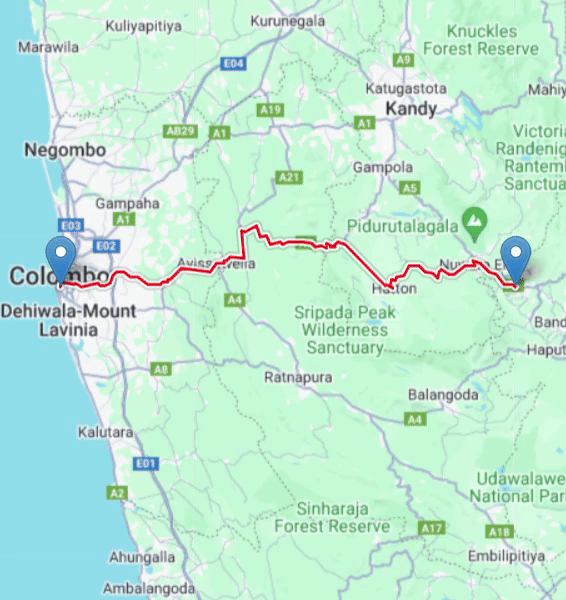 Kuliyapitiya
Kurunegala
Marawila
Knuckles
Forest Reserve
E04
A9
Katugastota
Kandy
Mahiy
A19
AB29
A1
A1
Victoria
Randenig
Rantem
Sanctua
Negombo
Gampola
A21
A5
Gampaha
A1
E03
Pidurutalagala
E02
Colombo
Avissawella
Nuwara E
Dehiwala-Mount
Lavinia
Hatton
A4
Sripada Peak
Wilderness
Sanctuary
Band
Haput
A8
Ratnapura
Balangoda
A4
Kalutara
E01
Udawalawe
National Par
A2
Sinharaja
Forest Reserve
A17
A18
Embilipitiya
Ahungalla
Ambalangoda